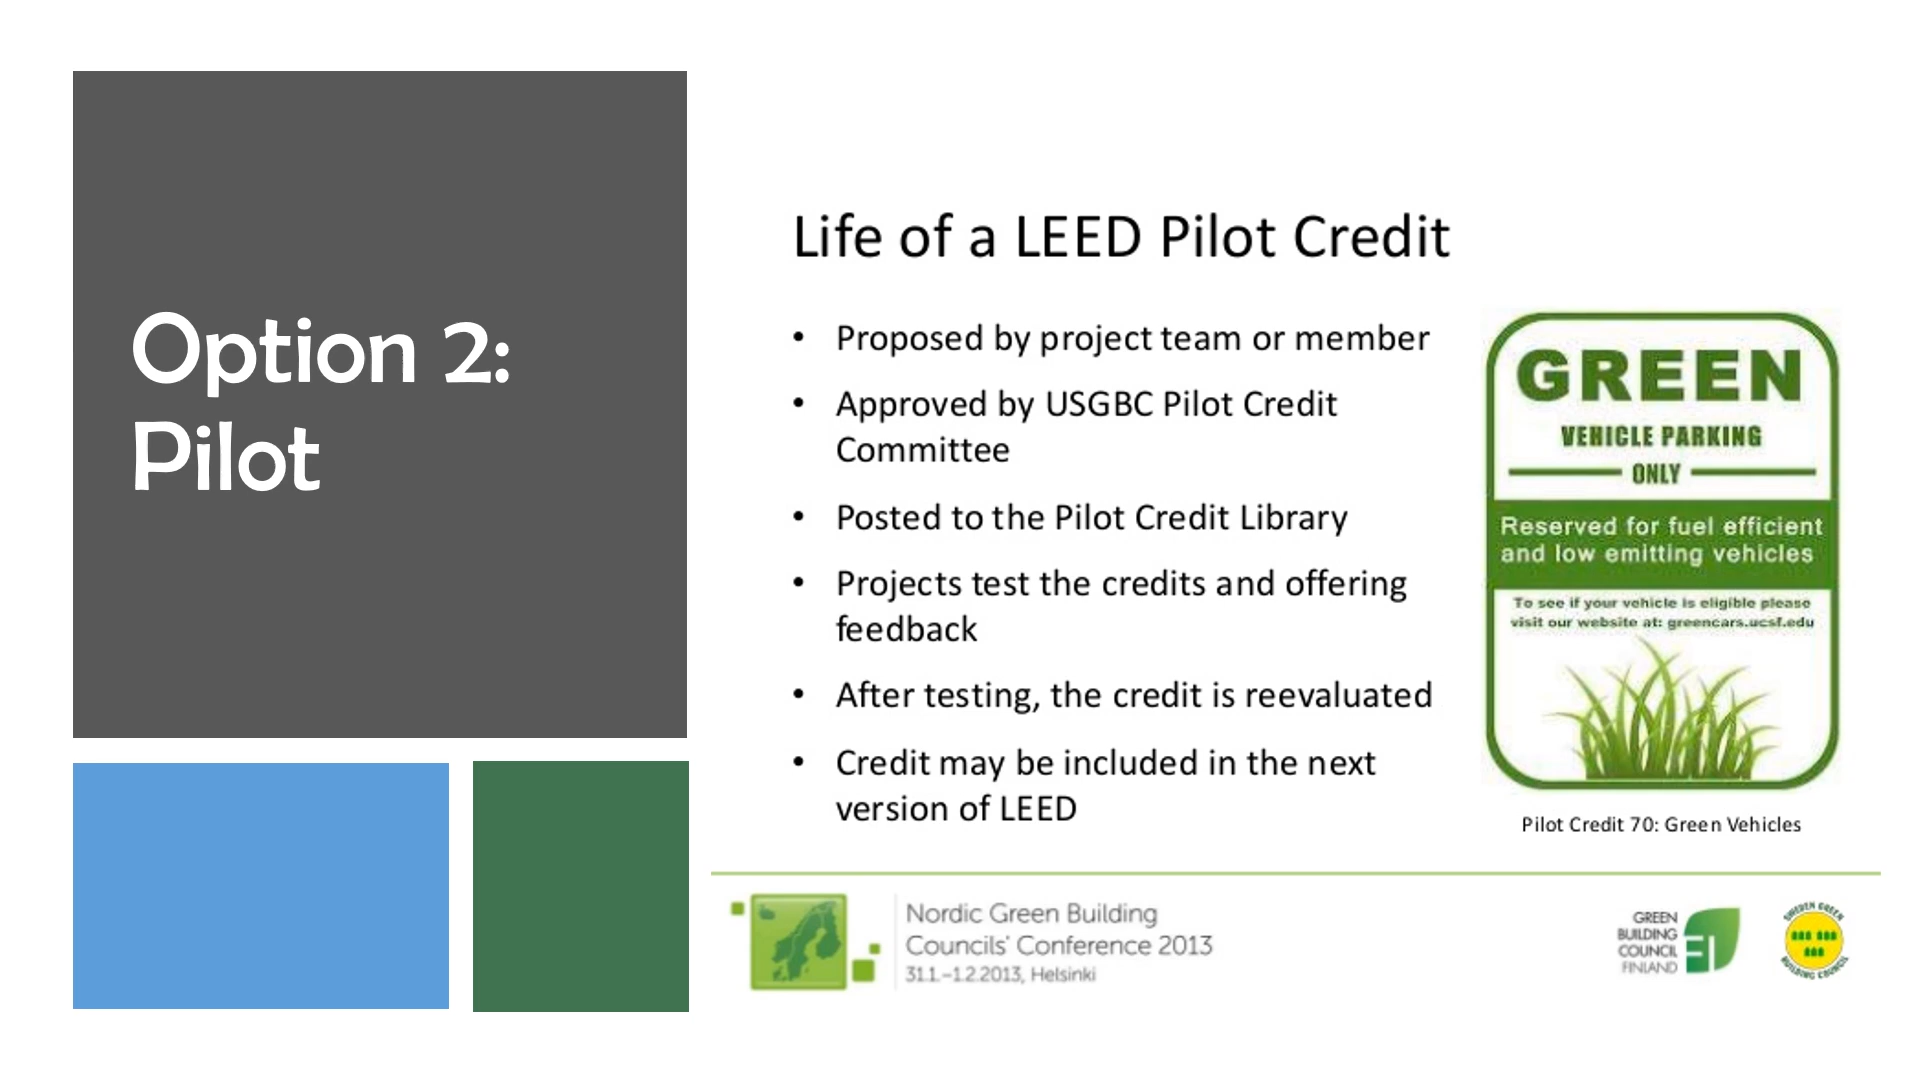 Option 2:
Pilot
Life of a LEED Pilot Credit
• Proposed by project team or member
• Approved by USGBC Pilot Credit
Committee
• Posted to the Pilot Credit Library
• Projects test the credits and offering
feedback
• After testing, the credit is reevaluated
• Credit may be included in the next
version of LEED
GREEN
VEHICLE PARKING
ONLY
Reserved for fuel efficient
and low emitting vehicles
To see if your vehicle is eligible please
visit our website at: greencars.ucsf.edu
Pilot Credit 70: Green Vehicles
Nordic Green Building
Councils' Conference 2013
31.1.–1.2.2013, Helsinki
GREEN
BUILDING
COUNCIL
FINLAND
SWEDEN GREEN
BUILDING COUNCIL